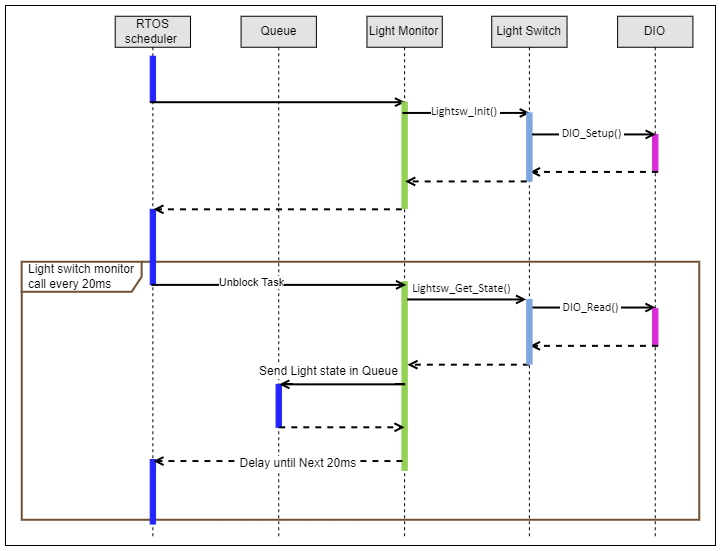 RTOS
scheduler
Queue
Light Monitor
Light Switch
DIO
Lightsw_Init()
DIO_Setup()
Light switch monitor
call every 20ms
Unblock Task
Lightsw_Get_State()
DIO_Read()
Send Light state in Queue
Delay until Next 20ms